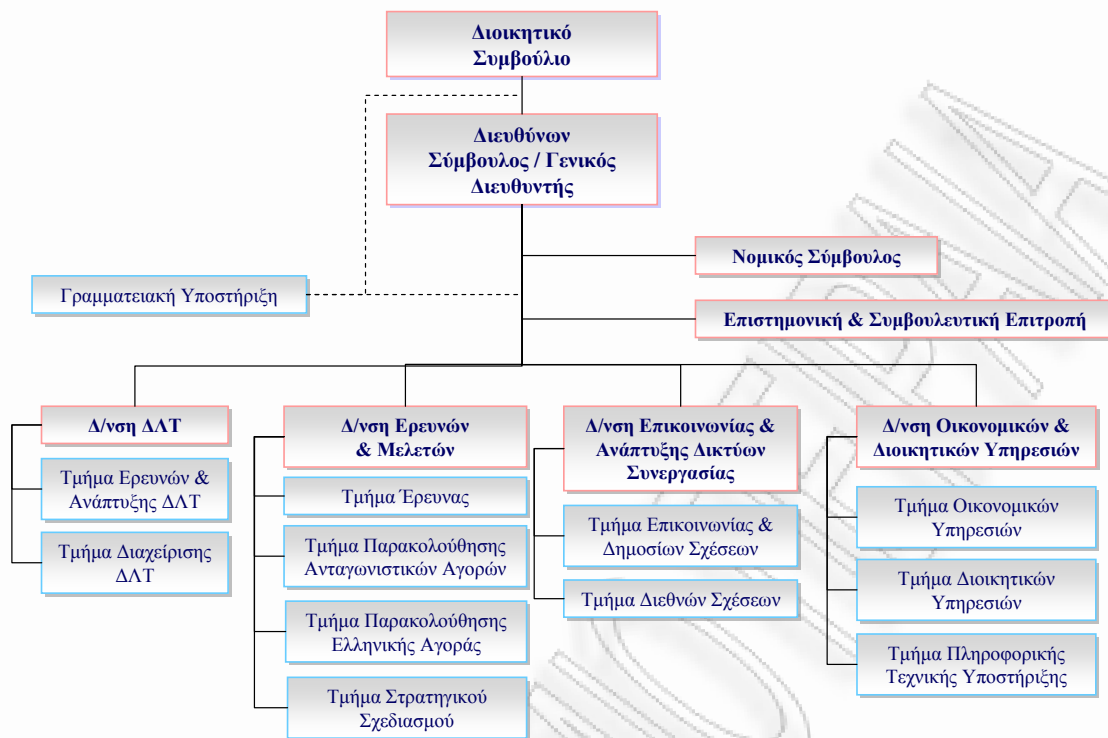 Διοικητικό
Συμβούλιο
Διευθύνων
Σύμβουλος / Γενικός
Διευθυντής
Νομικός Σύμβουλος
Γραμματειακή Υποστήριξη
Επιστημονική & Συμβουλευτική Επιτροπή
Δ/νση ΔΛΤ
Τμήμα Ερευνών &
Ανάπτυξης ΔΛΤ
Τμήμα Διαχείρισης
ΔΛΤ
Δ/νση Ερευνών
& Μελετών
Τμήμα Έρευνας
Τμήμα Παρακολούθησης
Ανταγωνιστικών Αγορών
Τμήμα Παρακολούθησης
Ελληνικής Αγοράς
Τμήμα Στρατηγικού
Σχεδιασμού
Δ/νση Επικοινωνίας &
Ανάπτυξης Δικτύων
Συνεργασίας
Τμήμα Επικοινωνίας &
Δημοσίων Σχέσεων
Τμήμα Διεθνών Σχέσεων
Δ/νση Οικονομικών &
Διοικητικών Υπηρεσιών
Τμήμα Οικονομικών
Υπηρεσιών
Τμήμα Διοικητικών
Υπηρεσιών
Τμήμα Πληροφορικής
Τεχνικής Υποστήριξης